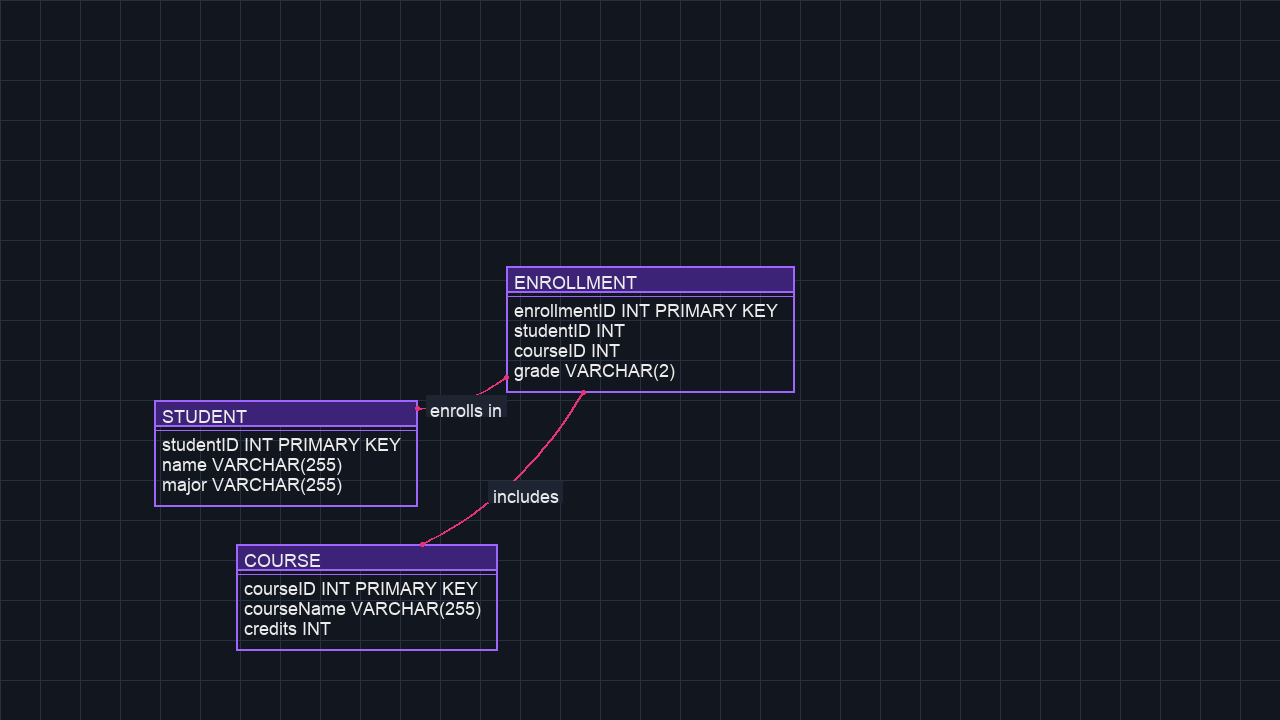 ENROLLMENT
enrollmentID INT PRIMARY KEY
studentID INT
courseID INT
grade VARCHAR(2)
enrolls in
STUDENT
studentID INT PRIMARY KEY
name VARCHAR(255)
major VARCHAR(255)
includes
COURSE
courseID INT PRIMARY KEY
courseName VARCHAR(255)
credits INT